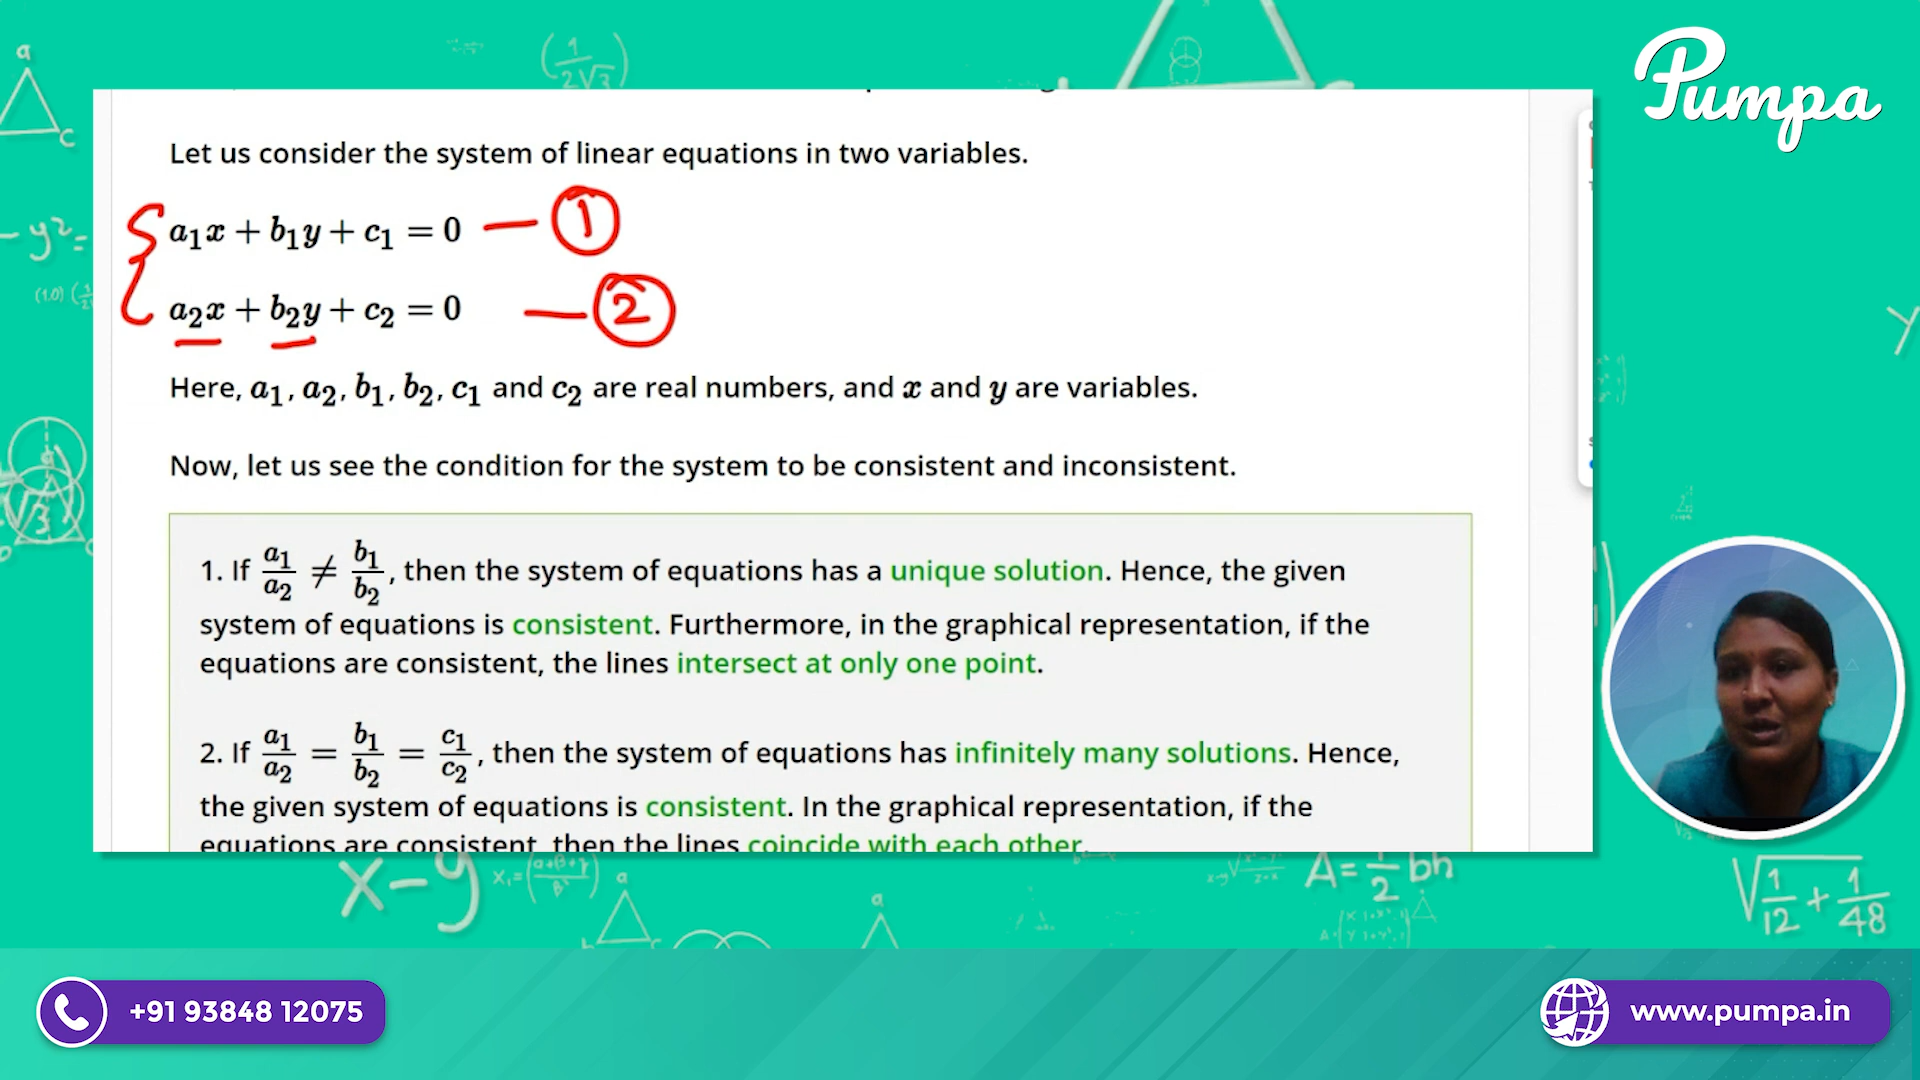 Pumpa
Let us consider the system of linear equations in two variables.
a₁x + b₁y + c₁ = 0 — ①
a₂x + b₂y + c₂ = 0 — ②
Here, a₁, a₂, b₁, b₂, c₁ and c₂ are real numbers, and x and y are variables.
Now, let us see the condition for the system to be consistent and inconsistent.
1. If a₁/a₂ ≠ b₁/b₂, then the system of equations has a unique solution. Hence, the given
system of equations is consistent. Furthermore, in the graphical representation, if the
equations are consistent, the lines intersect at only one point.
2. If a₁/a₂ = b₁/b₂ = c₁/c₂, then the system of equations has infinitely many solutions. Hence,
the given system of equations is consistent. In the graphical representation, if the
equations are consistent, then the lines coincide with each other.
x-y
A= 1/2 bh
√1/12 + 1/48
+91 93848 12075
www.pumpa.in